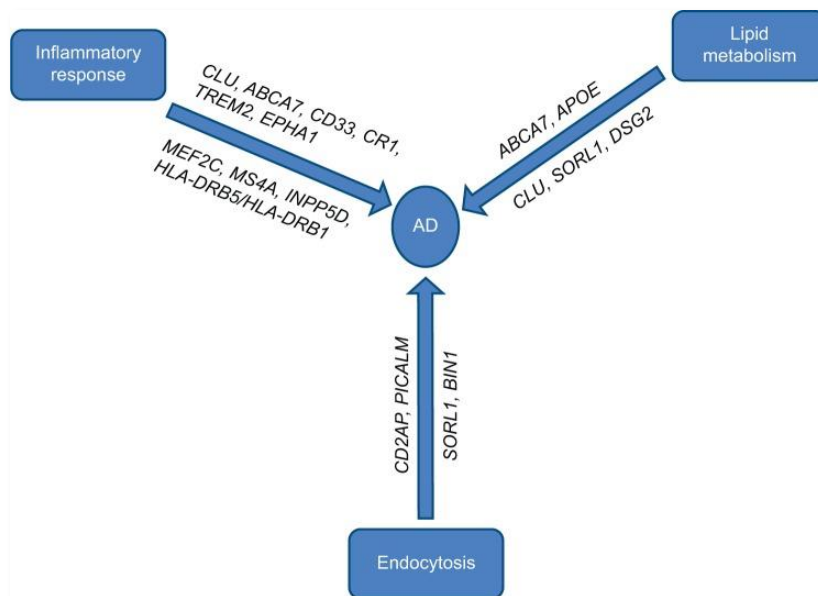 Inflammatory
response
Lipid
metabolism
CLU, ABCA7, CD33, CR1,
TREM2, EPHA1
MEF2C, MS4A, INPP5D,
HLA-DRB5/HLA-DRB1
ABCA7, APOE
CLU, SORL1, DSG2
AD
CD2AP, PICALM
SORL1, BIN1
Endocytosis